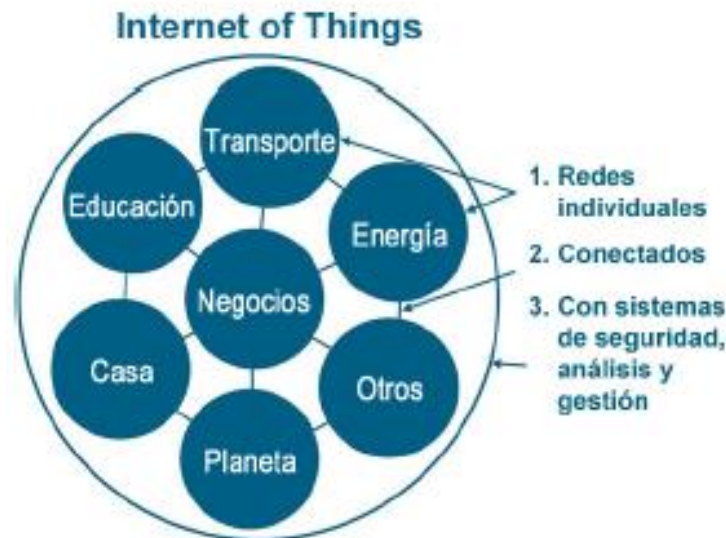 Internet of Things
Transporte
Educación
Energía
Negocios
Casa
Otros
Planeta
1. Redes
individuales
2. Conectados
3. Con sistemas
de seguridad,
análisis y
gestión